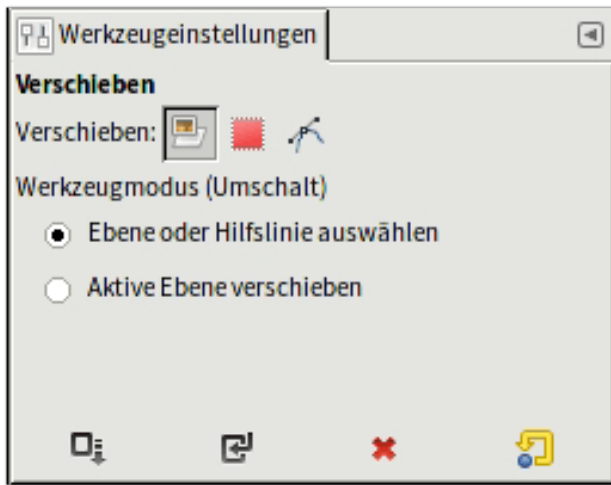 Werkzeugeinstellungen
Verschieben
Verschieben:
Werkzeugmodus (Umschalt)
Ebene oder Hilfslinie auswählen
Aktive Ebene verschieben